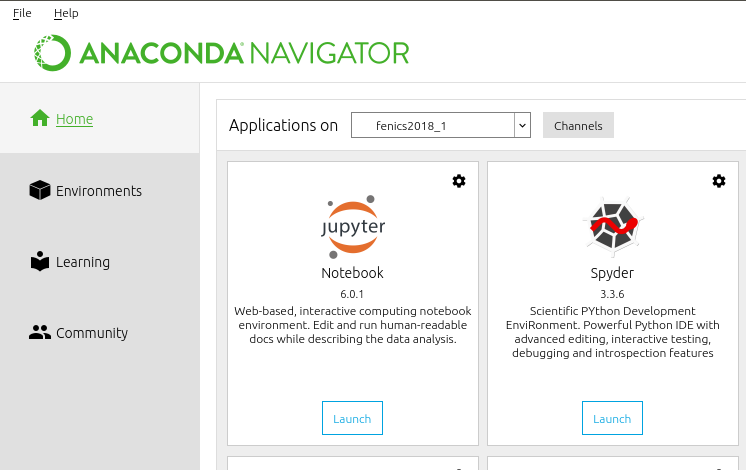 File Help
ANACONDA NAVIGATOR
Home
Environments
Learning
Community
Applications on fenics2018_1 Channels
jupyter
Notebook
6.0.1
Web-based, interactive computing notebook
environment. Edit and run human-readable
docs while describing the data analysis.
Launch
Spyder
3.3.6
Scientific PYthon Development
EnviRonment. Powerful Python IDE with
advanced editing, interactive testing,
debugging and introspection features
Launch